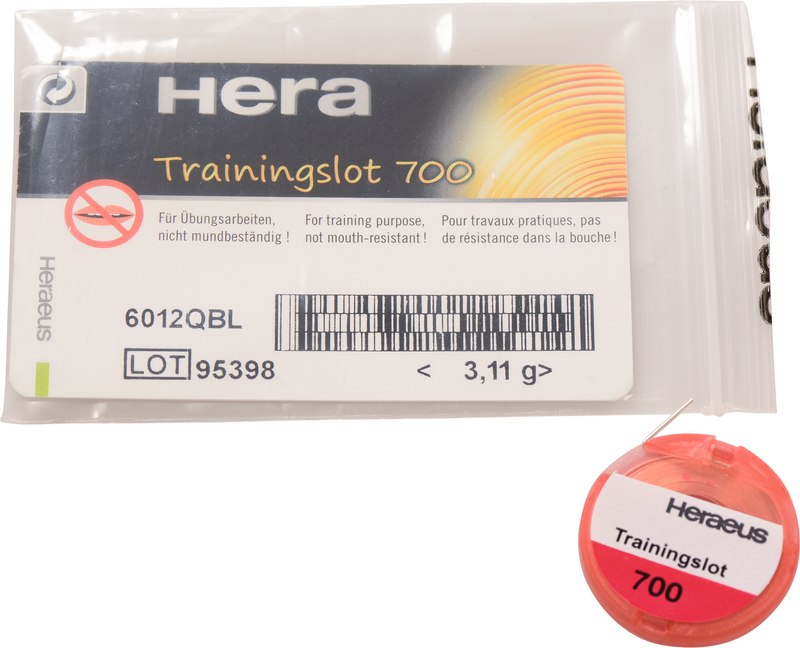 Hera
Trainingslot 700
Für Übungsarbeiten,
nicht mundbeständig !
For training purpose,
not mouth-resistant !
Pour travaux pratiques, pas
de résistance dans la bouche !
Heraeus
6012QBL
LOT 95398
< 3,11 g>
Heraeus
Trainingslot
700